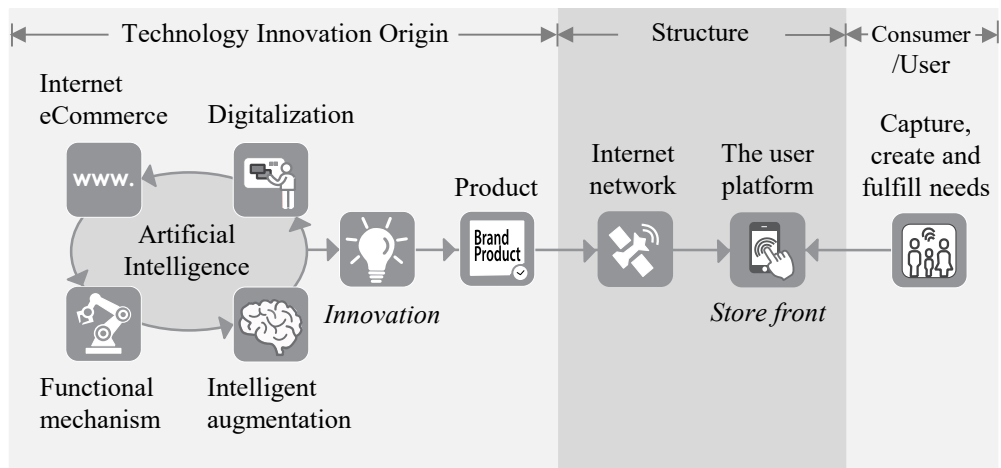 Technology Innovation Origin
Structure
Consumer
/User
Internet
eCommerce
Digitalization
www.
Artificial
Intelligence
Functional
mechanism
Intelligent
augmentation
Innovation
Product
Brand
Product
Internet
network
The user
platform
Store front
Capture,
create and
fulfill needs